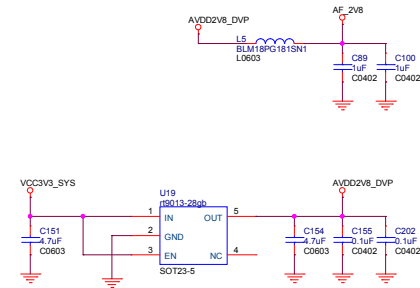 AF_2V8
AVDD2V8_DVP
L5
BLM18PG181SN1
L0603
C89
1uF
C0402
C100
1uF
C0402
VCC3V3_SYS
U19
rt9013-28gb
AVDD2V8_DVP
1 IN OUT 5
2 GND
3 EN NC 4
SOT23-5
C151
4.7uF
C0603
C154
4.7uF
C0603
C155
0.1uF
C0402
C202
0.1uF
C0402